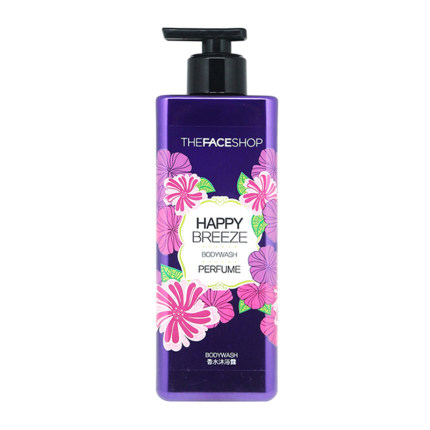 THEFACESHOP
HAPPY
BREEZE
BODYWASH
PERFUME
BODYWASH
香水沐浴露